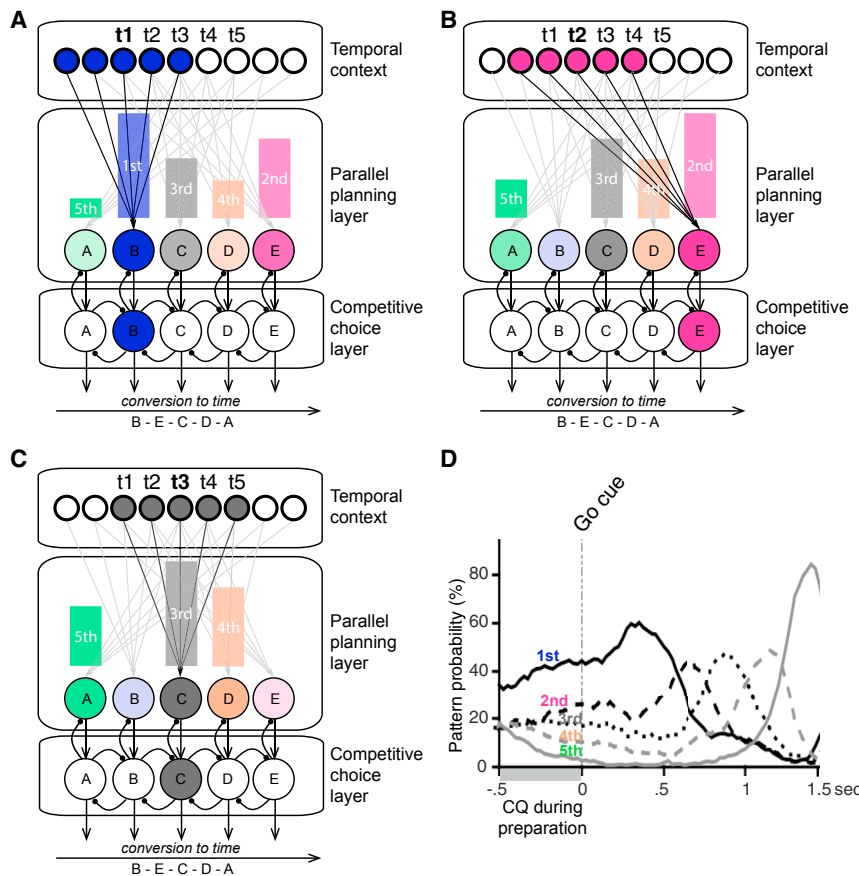 A
t1 t2 t3 t4 t5
Temporal
context
1st
2nd
3rd
4th
5th
Parallel
planning
layer
A B C D E
Competitive
choice
layer
A B C D E
conversion to time
B - E - C - D - A
B
t1 t2 t3 t4 t5
Temporal
context
3rd
4th
5th
2nd
Parallel
planning
layer
A B C D E
Competitive
choice
layer
A B C D E
conversion to time
B - E - C - D - A
C
t1 t2 t3 t4 t5
Temporal
context
3rd
4th
5th
Parallel
planning
layer
A B C D E
Competitive
choice
layer
A B C D E
conversion to time
B - E - C - D - A
D
Go cue
Pattern probability (%)
80
60
40
20
0
1st
2nd
3rd
4th
5th
-.5 0 .5 1 1.5 sec
CQ during
preparation